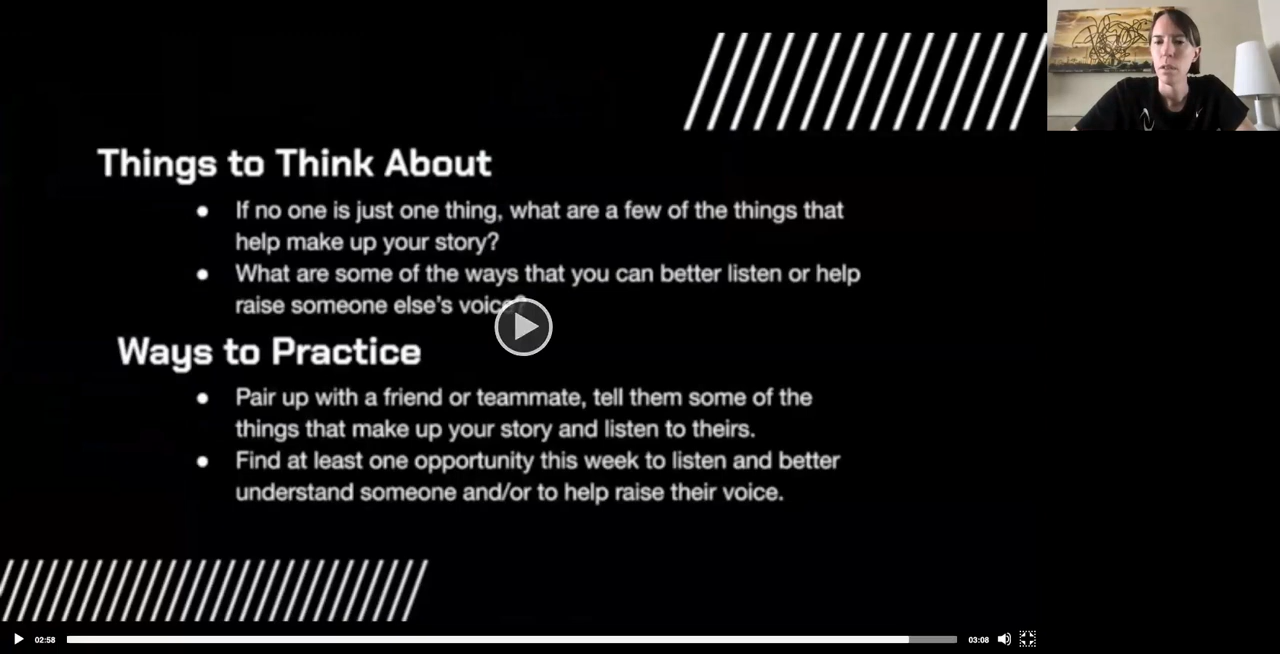 Things to Think About
If no one is just one thing, what are a few of the things that
help make up your story?
What are some of the ways that you can better listen or help
raise someone else's voice?
Ways to Practice
Pair up with a friend or teammate, tell them some of the
things that make up your story and listen to theirs.
Find at least one opportunity this week to listen and better
understand someone and/or to help raise their voice.
02:58
03:08